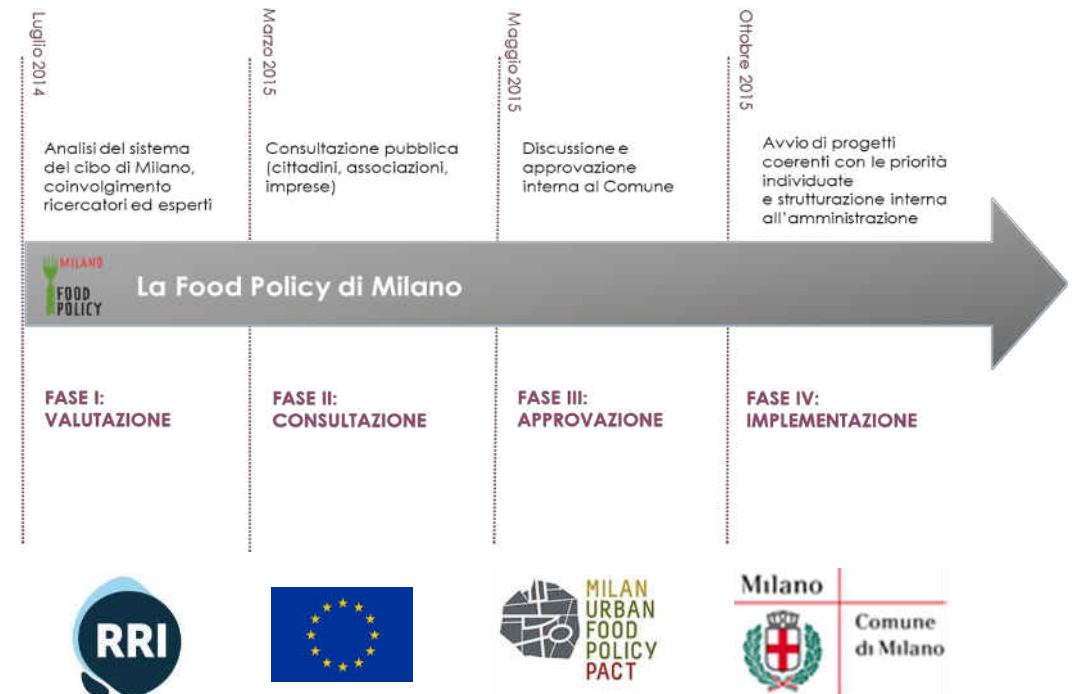 Luglio 2014
Marzo 2015
Maggio 2015
Ottobre 2015
Analisi del sistema
del cibo di Milano,
coinvolgimento
ricercatori ed esperti
Consultazione pubblica
(cittadini, associazioni,
imprese)
Discussione e
approvazione
interna al Comune
Avvio di progetti
coerenti con le priorità
individuate
e strutturazione interna
all'amministrazione
MILANO
FOOD
POLICY
La Food Policy di Milano
FASE I:
VALUTAZIONE
FASE II:
CONSULTAZIONE
FASE III:
APPROVAZIONE
FASE IV:
IMPLEMENTAZIONE
RRI
MILAN
URBAN
FOOD
POLICY
PACT
Milano
Comune
di Milano